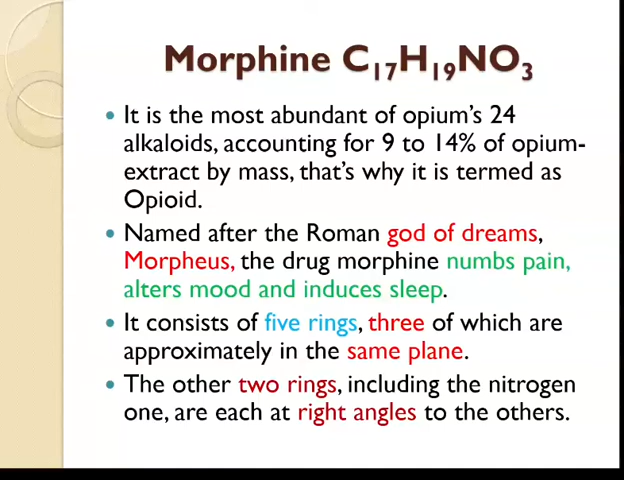 Morphine C₁₇H₁₉NO₃
• It is the most abundant of opium’s 24
alkaloids, accounting for 9 to 14% of opium-
extract by mass, that’s why it is termed as
Opioid.
• Named after the Roman god of dreams,
Morpheus, the drug morphine numbs pain,
alters mood and induces sleep.
• It consists of five rings, three of which are
approximately in the same plane.
• The other two rings, including the nitrogen
one, are each at right angles to the others.